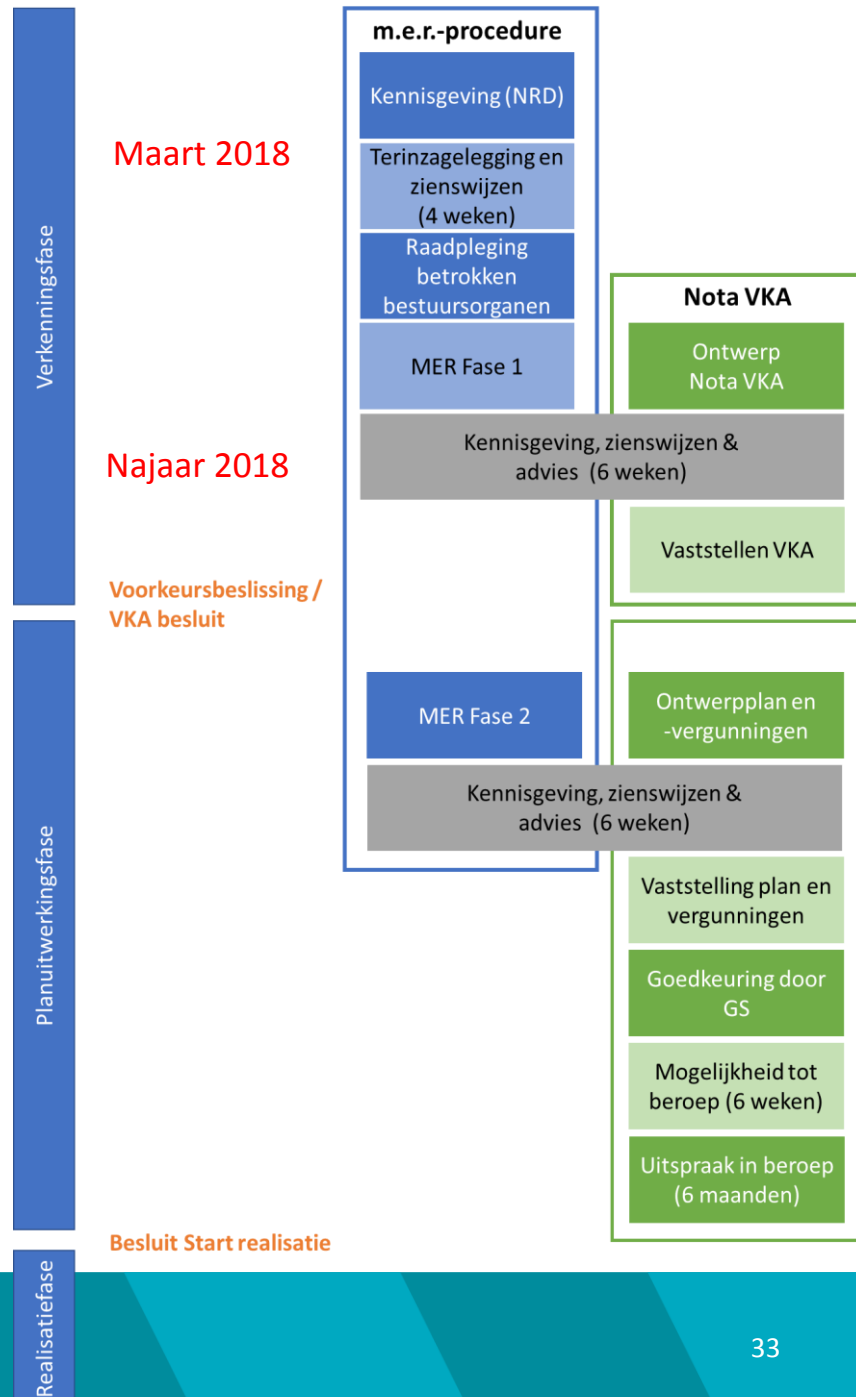 m.e.r.-procedure
Kennisgeving (NRD)
Maart 2018
Terinzagelegging en
zienswijzen
(4 weken)
Raadpleging
betrokken
bestuursorganen
MER Fase 1
Verkenningsfase
Nota VKA
Ontwerp
Nota VKA
Najaar 2018
Kennisgeving, zienswijzen &
advies (6 weken)
Vaststellen VKA
Voorkeursbeslissing /
VKA besluit
MER Fase 2
Ontwerpplan en
-vergunningen
Kennisgeving, zienswijzen &
advies (6 weken)
Planuitwerkingsfase
Vaststelling plan en
vergunningen
Goedkeuring door
GS
Mogelijkheid tot
beroep (6 weken)
Uitspraak in beroep
(6 maanden)
Besluit Start realisatie
Realisatiefase
33